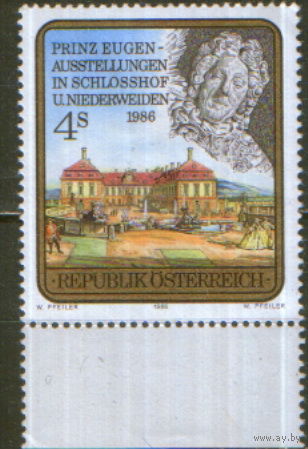 PRINZ EUGEN-
AUSSTELLUNGEN
IN SCHLOSSHOF
U. NIEDERWEIDEN
4S 1986
·REPUBLIK ÖSTERREICH·
W. PFEILER 1986 W. PFEILER
www.ay.by